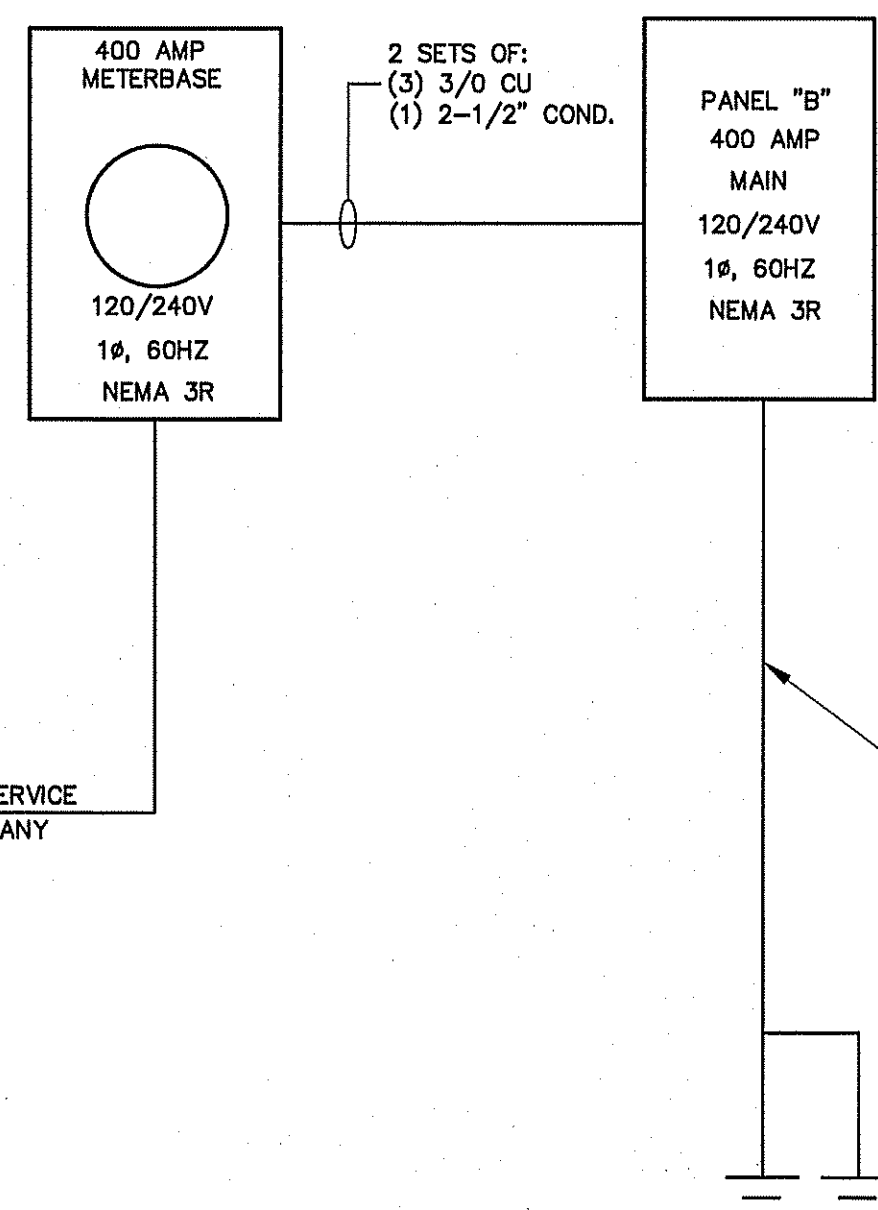 400 AMP
METERBASE
120/240V
1ø, 60HZ
NEMA 3R
2 SETS OF:
(3) 3/0 CU
(1) 2-1/2" COND.
PANEL "B"
400 AMP
MAIN
120/240V
1ø, 60HZ
NEMA 3R
ERVICE
ANY